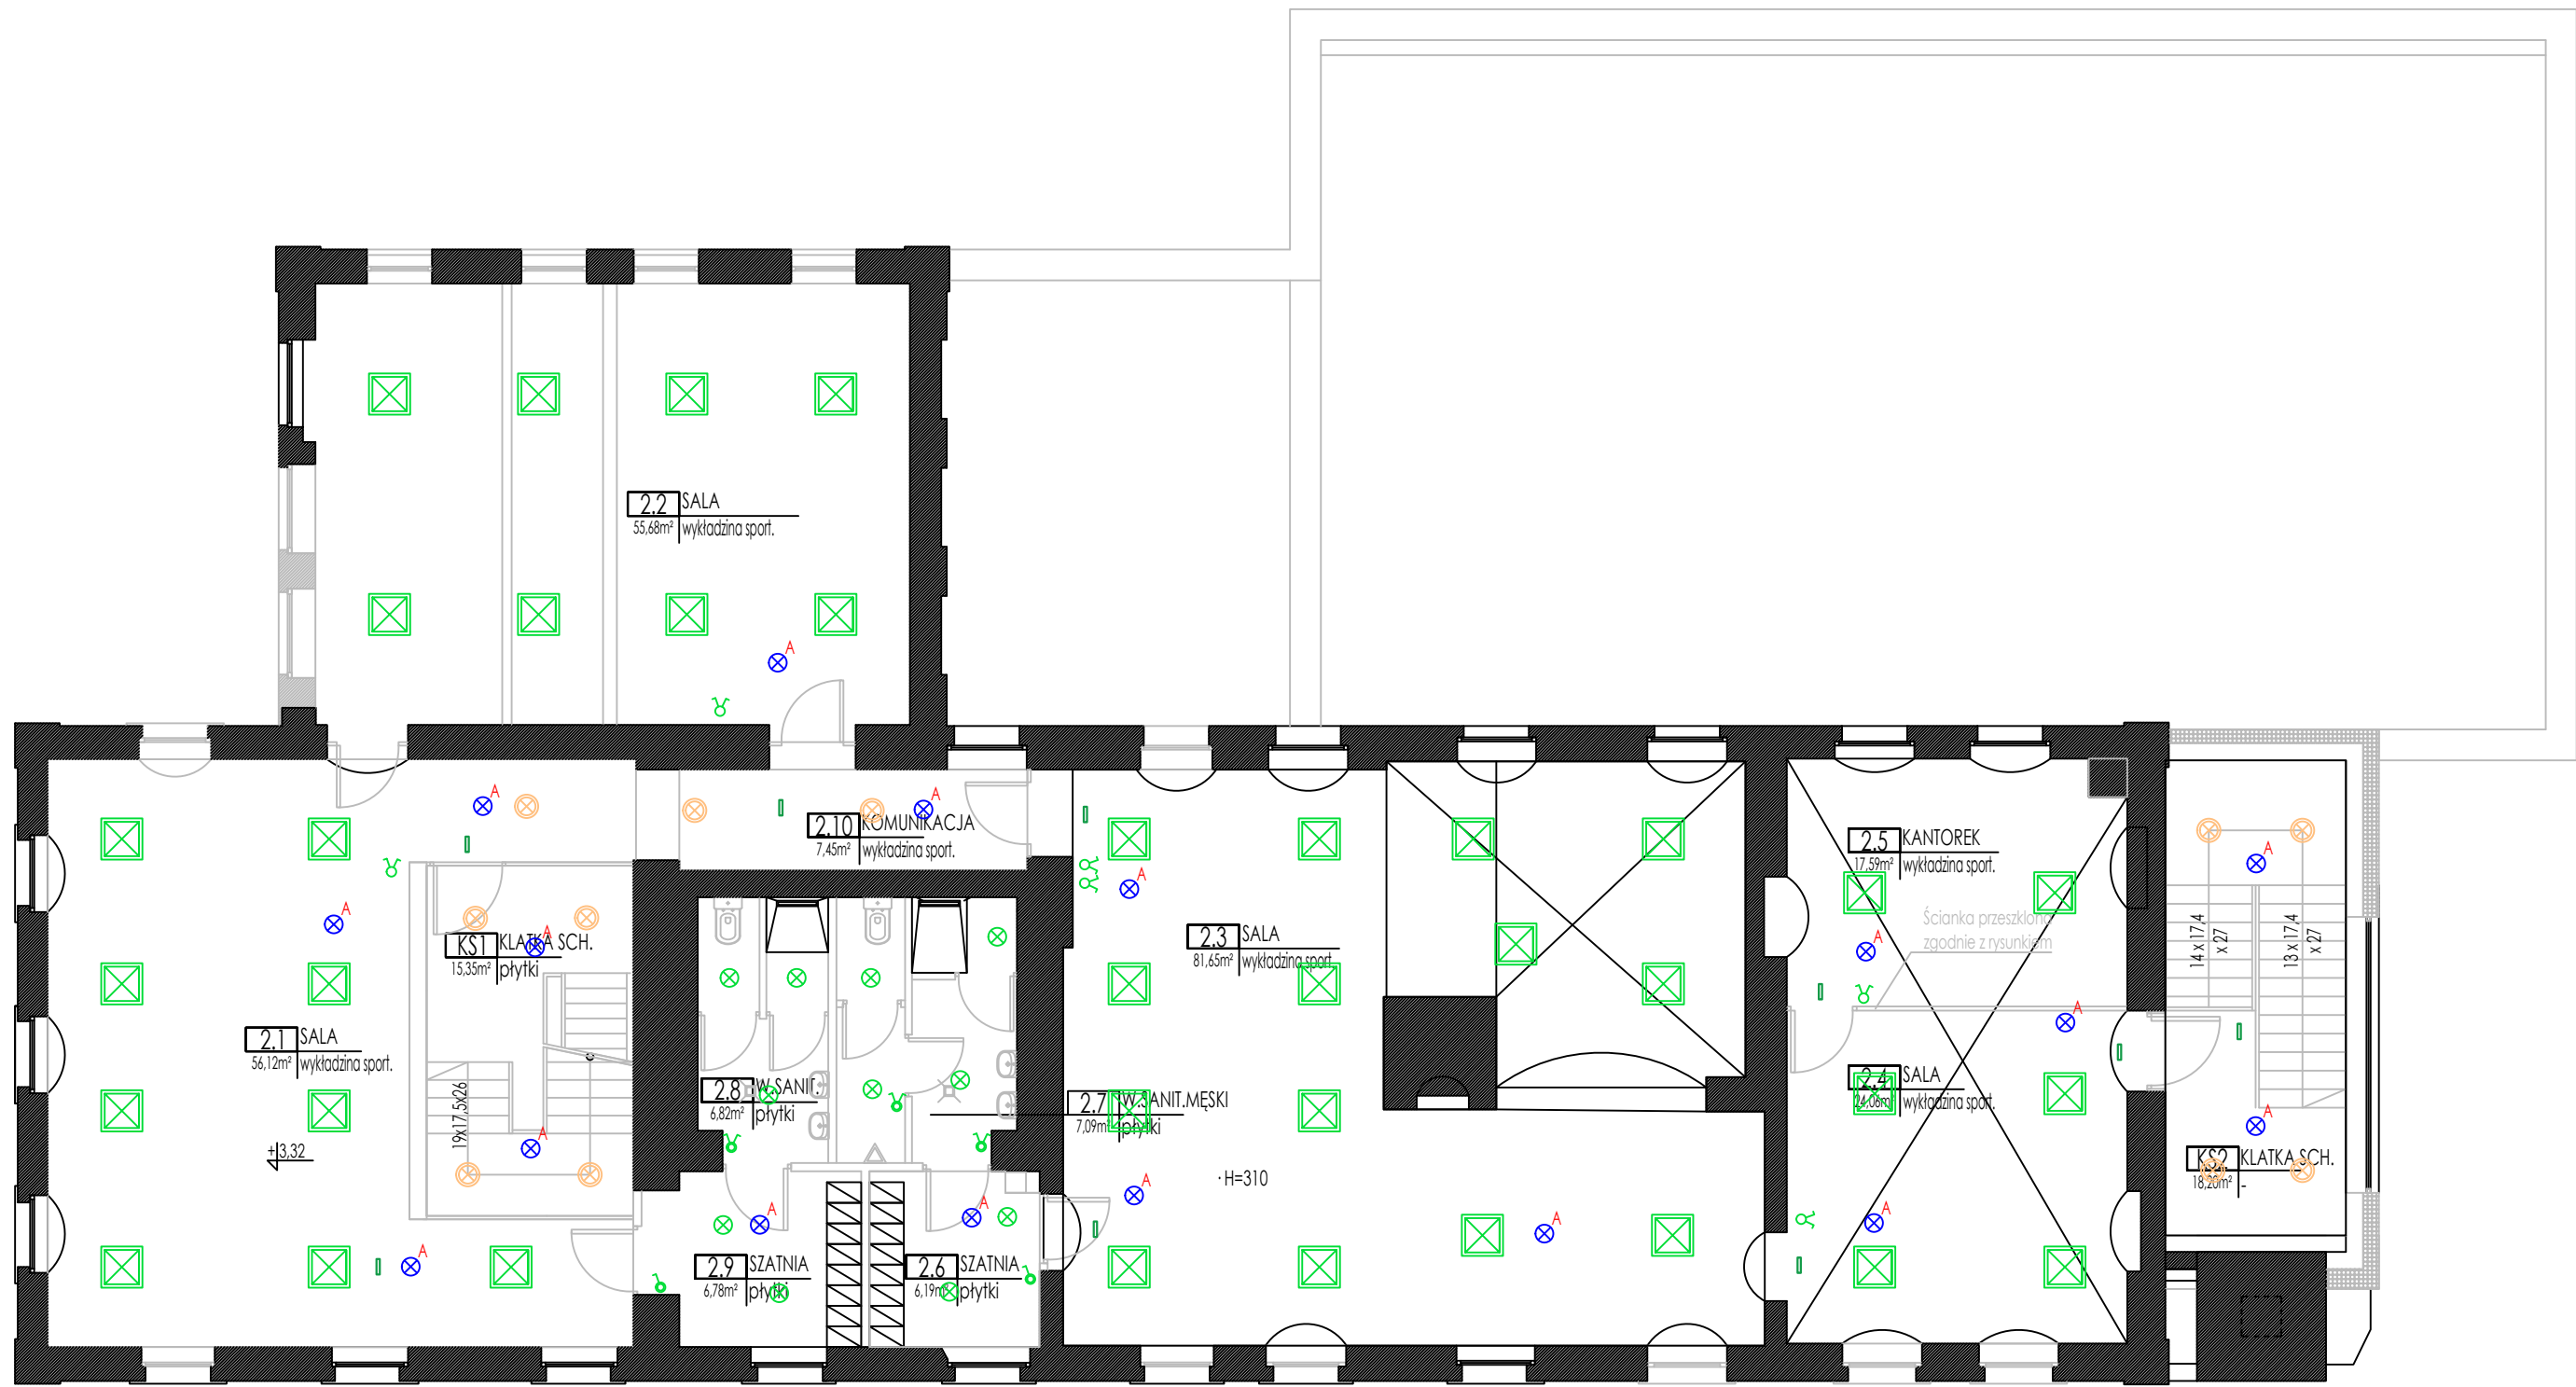 2.2 SALA
55,68m² wykładzina sport.
A
A
A
A
2.10 KOMUNIKACJA
7,45m² wykładzina sport.
2.5 KANTOREK
17,59m² wykładzina sport.
A
A
A
Ścianka przeszklona
zgodnie z rysunkiem
14 x 17,4
x 27
13 x 17,4
x 27
KS1 KLATKA SCH.
15,35m² płytki
A
A
2.3 SALA
81,65m² wykładzina sport.
A
2.1 SALA
56,12m² wykładzina sport.
2.8 W.SANIT.
6,82m² płytki
2.7 W.SANIT.MĘSKI
7,09m² płytki
2.4 SALA
24,06m² wykładzina sport.
19x17,5x26
+3,32
A
A
KS2 KLATKA SCH.
18,20m² -
H=310
A
A
A
A
A
A
2.9 SZATNIA
6,78m² płytki
2.6 SZATNIA
6,19m² płytki